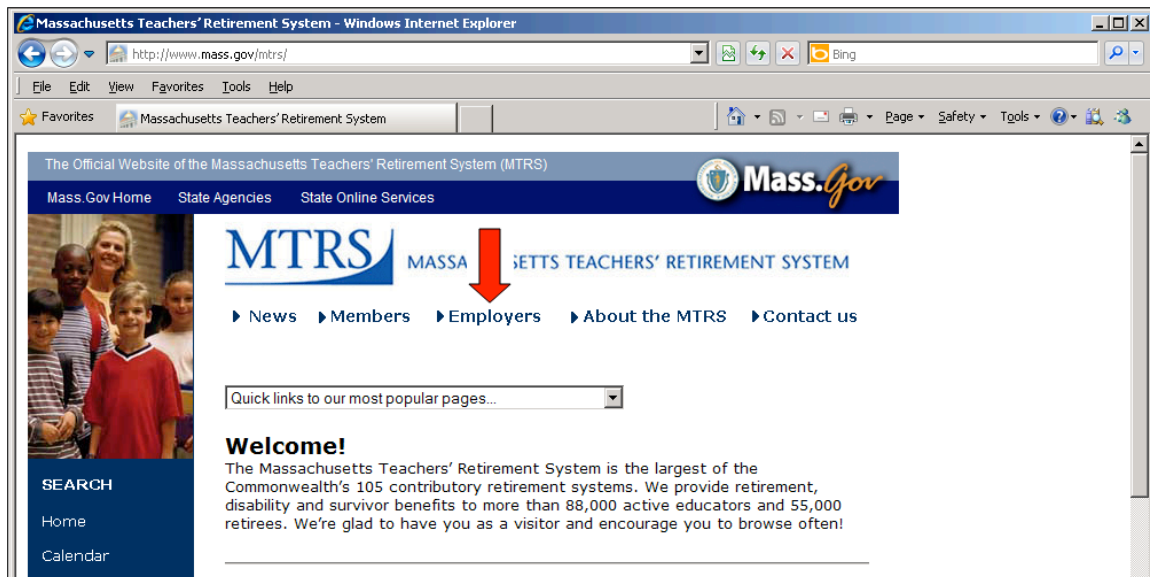 Massachusetts Teachers' Retirement System - Windows Internet Explorer
http://www.mass.gov/mtrs/
Bing
File Edit View Favorites Tools Help
Favorites Massachusetts Teachers' Retirement System Page Safety Tools
The Official Website of the Massachusetts Teachers' Retirement System (MTRS)
Mass.Gov
Mass.Gov Home State Agencies State Online Services
MTRS MASSA SETTS TEACHERS' RETIREMENT SYSTEM
News Members Employers About the MTRS Contact us
Quick links to our most popular pages...
Welcome!
The Massachusetts Teachers' Retirement System is the largest of the
Commonwealth's 105 contributory retirement systems. We provide retirement,
disability and survivor benefits to more than 88,000 active educators and 55,000
retirees. We're glad to have you as a visitor and encourage you to browse often!
SEARCH
Home
Calendar